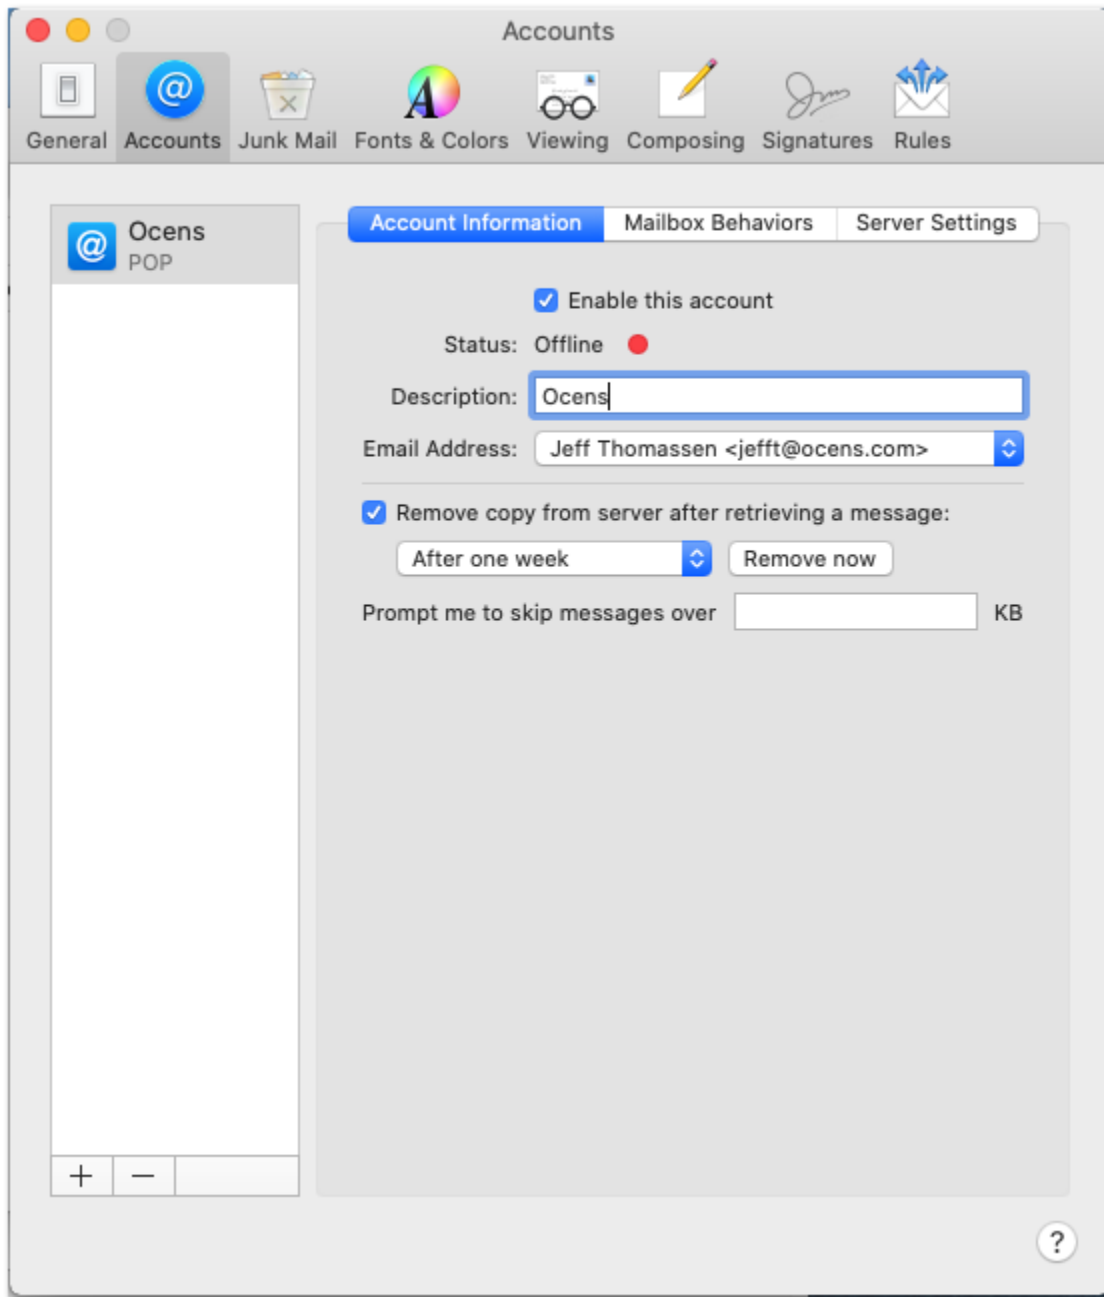 Accounts
General Accounts Junk Mail Fonts & Colors Viewing Composing Signatures Rules
Ocens
POP
Account Information Mailbox Behaviors Server Settings
Enable this account
Status: Offline
Description: Ocens
Email Address: Jeff Thomassen <jefft@ocens.com>
Remove copy from server after retrieving a message:
After one week Remove now
Prompt me to skip messages over KB
+ −
?